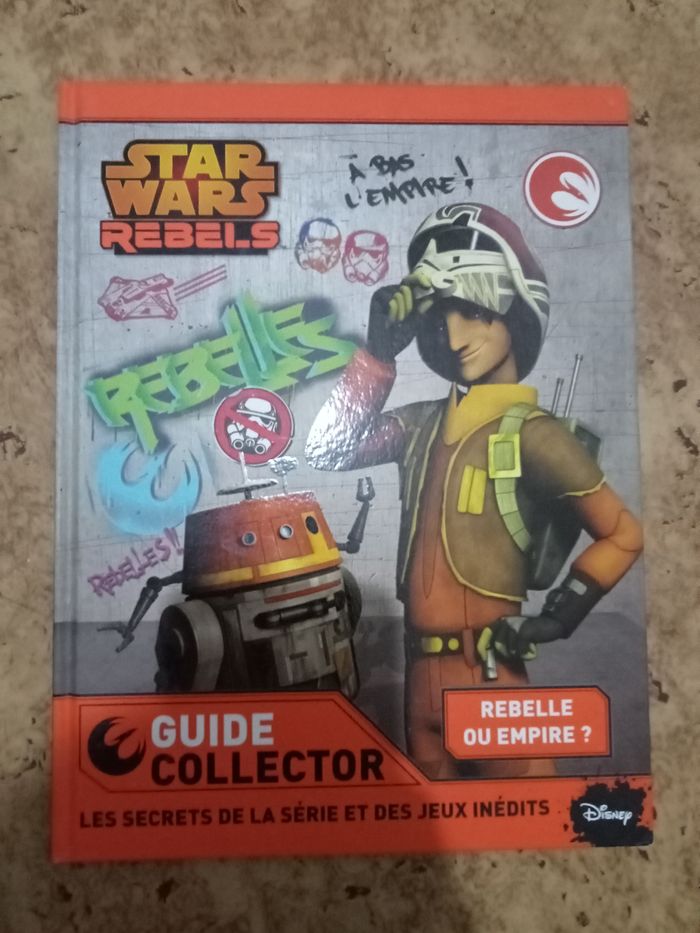 STAR
WARS
REBELS
À BAS
L'EMPIRE!
REBELLES
REBELLES!!
GUIDE
COLLECTOR
REBELLE
OU EMPIRE ?
LES SECRETS DE LA SÉRIE ET DES JEUX INÉDITS
DISNEY